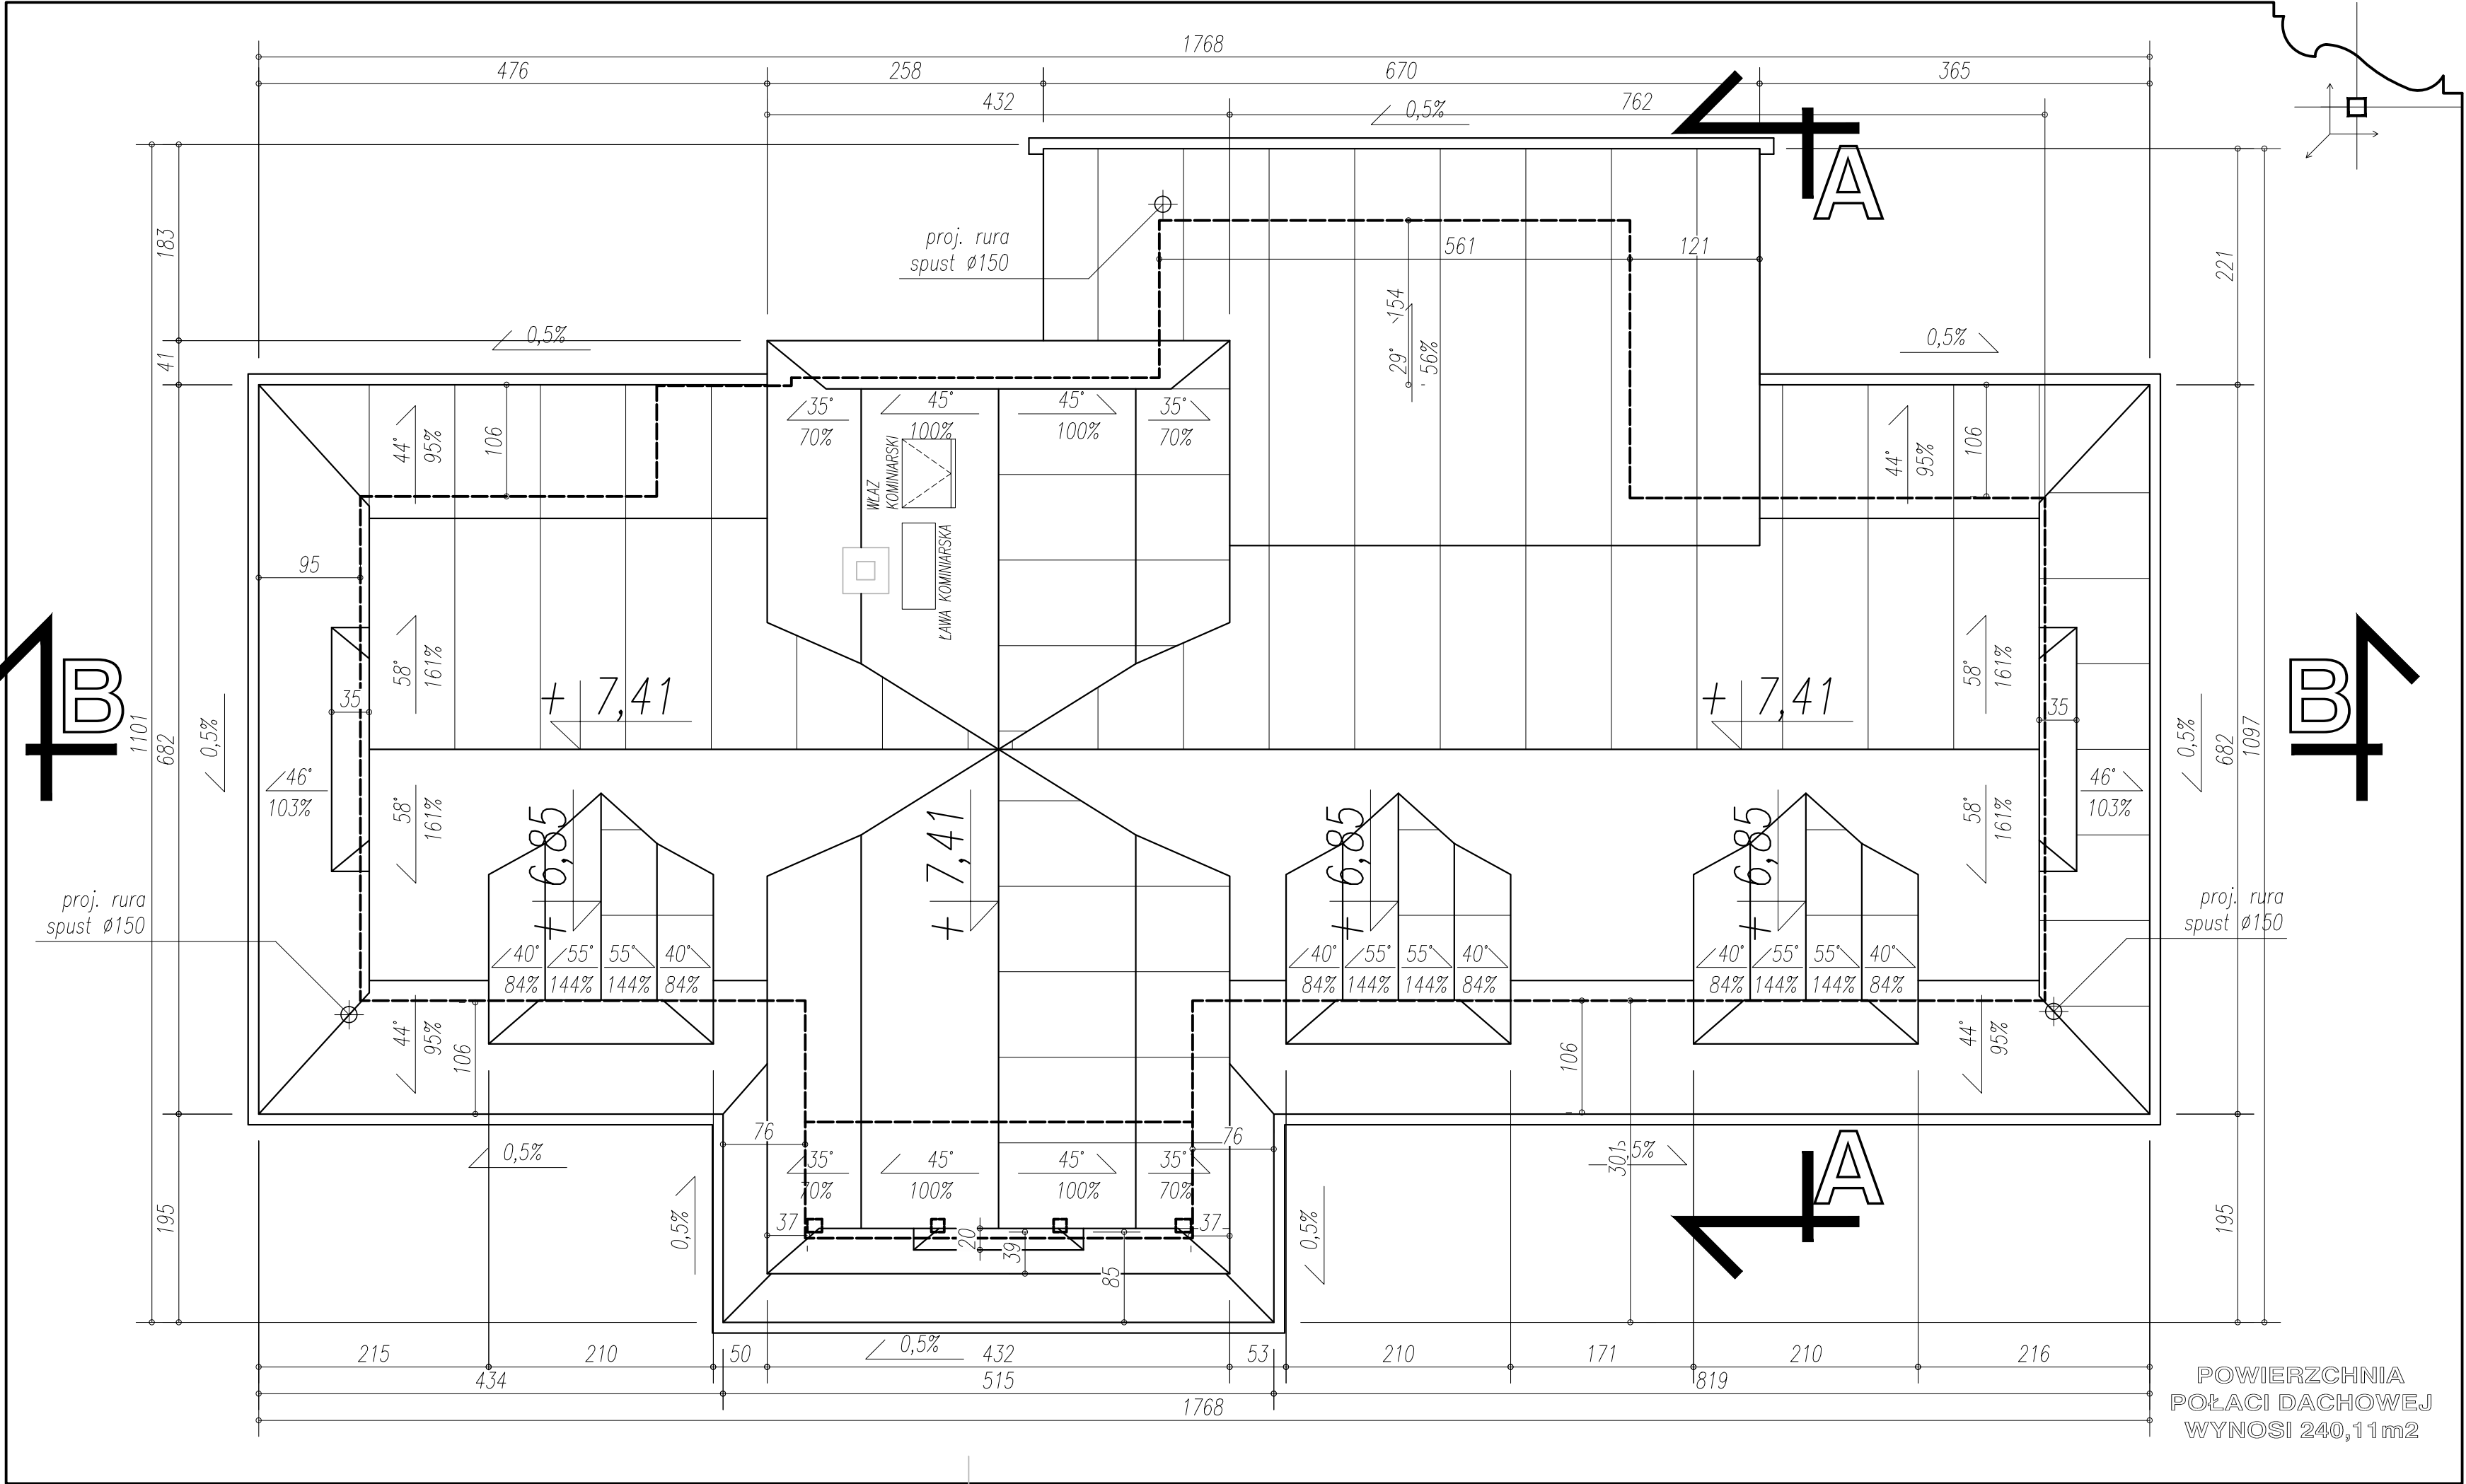 1768
476 258 670 365
432 0,5% 762
A
183 221
proj. rura
spust ø150
561 121
154
29° 56%
0,5% 0,5%
41
44° 95% 106
35° 45° 45° 35°
70% 100% 100% 70%
44° 95% 106
WŁAZ
KOMINIARSKI
ŁAWA KOMINIARSKA
95
58° 161%
58° 161%
B
35
+ 7,41
+ 7,41
35
B
1101
682
0,5%
0,5%
682
1097
46°
103%
58° 161%
+ 6,85
+ 7,41
+ 6,85
+ 6,85
58° 161%
46°
103%
proj. rura
spust ø150
proj. rura
spust ø150
40° 55° 55° 40°
84% 144% 144% 84%
40° 55° 55° 40°
84% 144% 144% 84%
40° 55° 55° 40°
84% 144% 144% 84%
44° 95% 106
106
44° 95%
76 76
0,5%
301
,5%
A
35° 45° 45° 35°
70% 100% 100% 70%
195
0,5%
37 20 39 85 37
0,5%
195
0,5%
215 210 50 432 53 210 171 210 216
434 515 819
1768
POWIERZCHNIA
POŁACI DACHOWEJ
WYNOSI 240,11m2